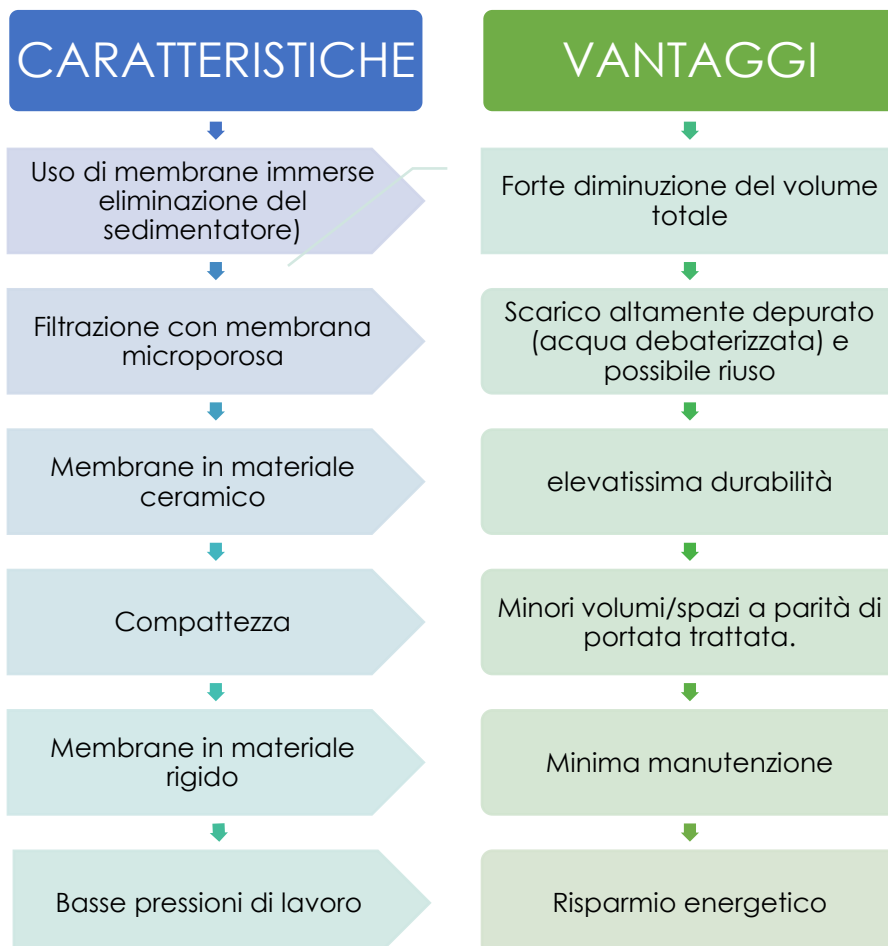 CARATTERISTICHE
VANTAGGI
Uso di membrane immerse
eliminazione del
sedimentatore)
Forte diminuzione del volume
totale
Filtrazione con membrana
microporosa
Scarico altamente depurato
(acqua debaterizzata) e
possibile riuso
Membrane in materiale
ceramico
elevatissima durabilità
Compattezza
Minori volumi/spazi a parità di
portata trattata.
Membrane in materiale
rigido
Minima manutenzione
Basse pressioni di lavoro
Risparmio energetico